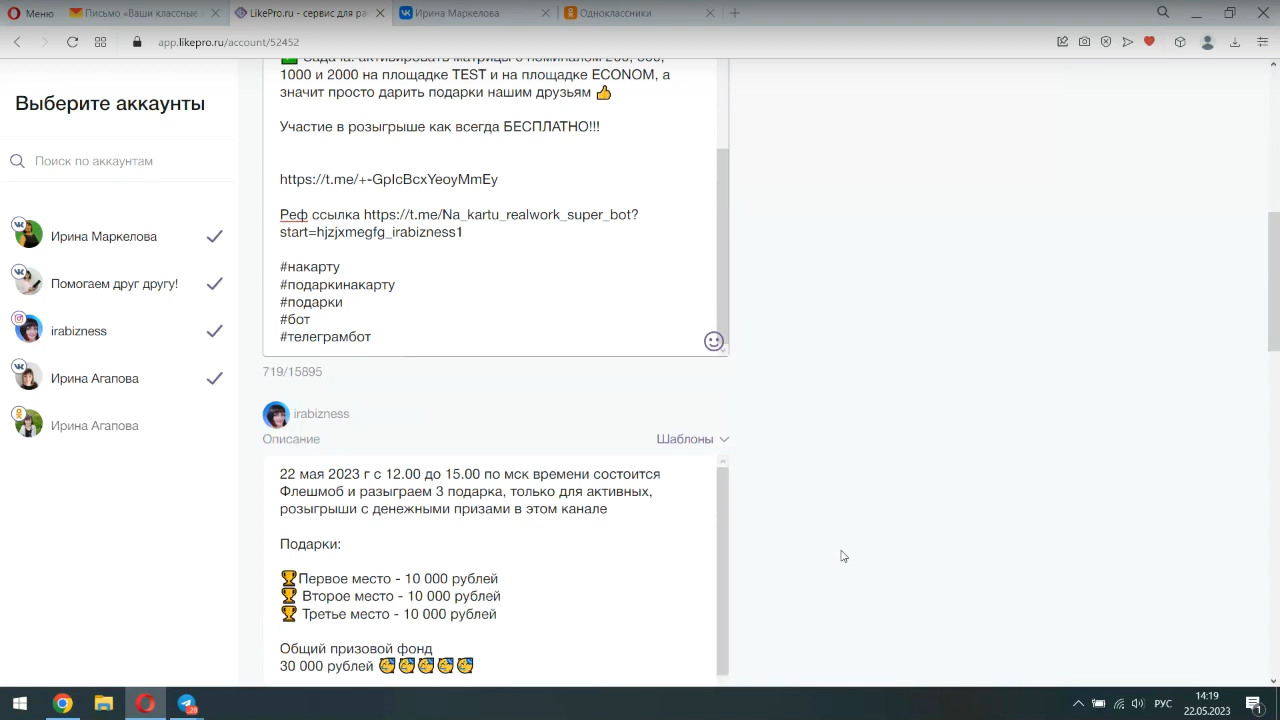 Меню
Письмо «Ваши классные
LikePro.ru - сервис для ра
Ирина Маркелова
Одноклассники
app.likepro.ru/account/52452
Выберите аккаунты
Поиск по аккаунтам
Ирина Маркелова
Помогаем друг другу!
irabizness
Ирина Агапова
Ирина Агапова
Задача: активировать матрицы с номиналом
1000 и 2000 на площадке TEST и на площадке ECONOM, а
значит просто дарить подарки нашим друзьям
Участие в розыгрыше как всегда БЕСПЛАТНО!!!
https://t.me/+-GpIcBcxYeoyMmEy
Реф ссылка https://t.me/Na_kartu_realwork_super_bot?
start=hjzjxmegfg_irabizness1
#накарту
#подаркинакарту
#подарки
#бот
#телеграмбот
719/15895
irabizness
Описание
Шаблоны
22 мая 2023 г с 12.00 до 15.00 по мск времени состоится
Флешмоб и разыграем 3 подарка, только для активных,
розыгрыши с денежными призами в этом канале
Подарки:
🏆Первое место - 10 000 рублей
🏆 Второе место - 10 000 рублей
🏆 Третье место - 10 000 рублей
Общий призовой фонд
30 000 рублей 🥳🥳🥳🥳🥳
28
РУС
14:19
22.05.2023
1